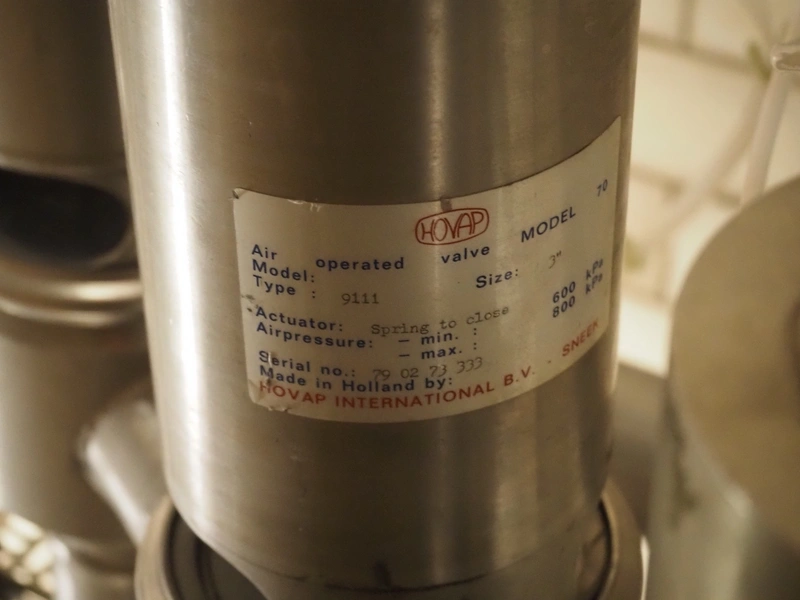 HOVAP
Air operated valve MODEL 70
Model:
Type : 9111 Size: 3"
Actuator: Spring to close
Airpressure: — min. : 600 kPa
— max. : 800 kPa
Serial no.: 79 02 73 333
Made in Holland by:
HOVAP INTERNATIONAL B.V. - SNEEK